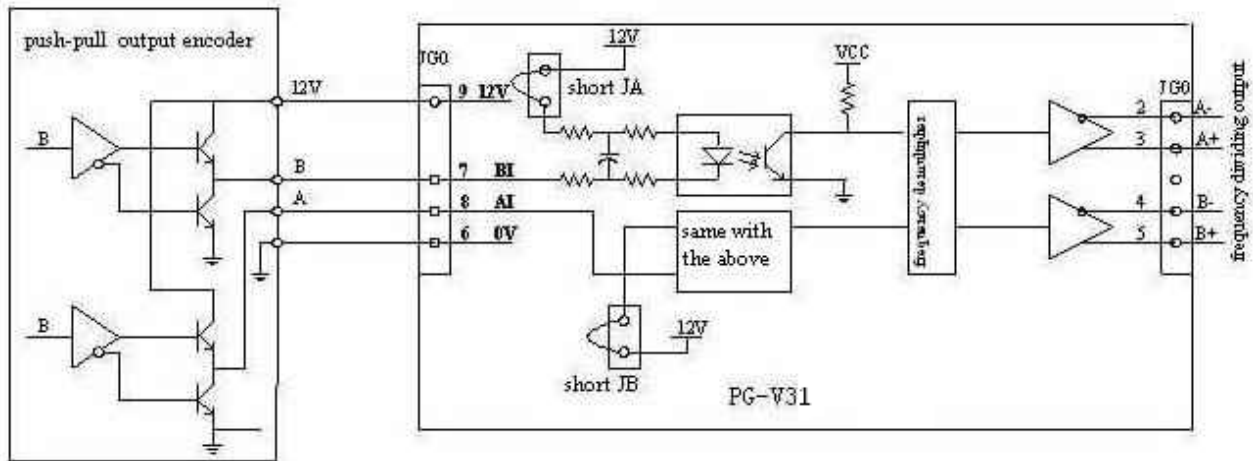 push-pull output encoder
B
B
12V
B
A
JG0
9 12V
7 BI
8 AI
6 0V
12V
short JA
VCC
same with
the above
12V
short JB
frequency demultiplier
PG-V31
JG0
2 A-
3 A+
4 B-
5 B+
frequency dividing output